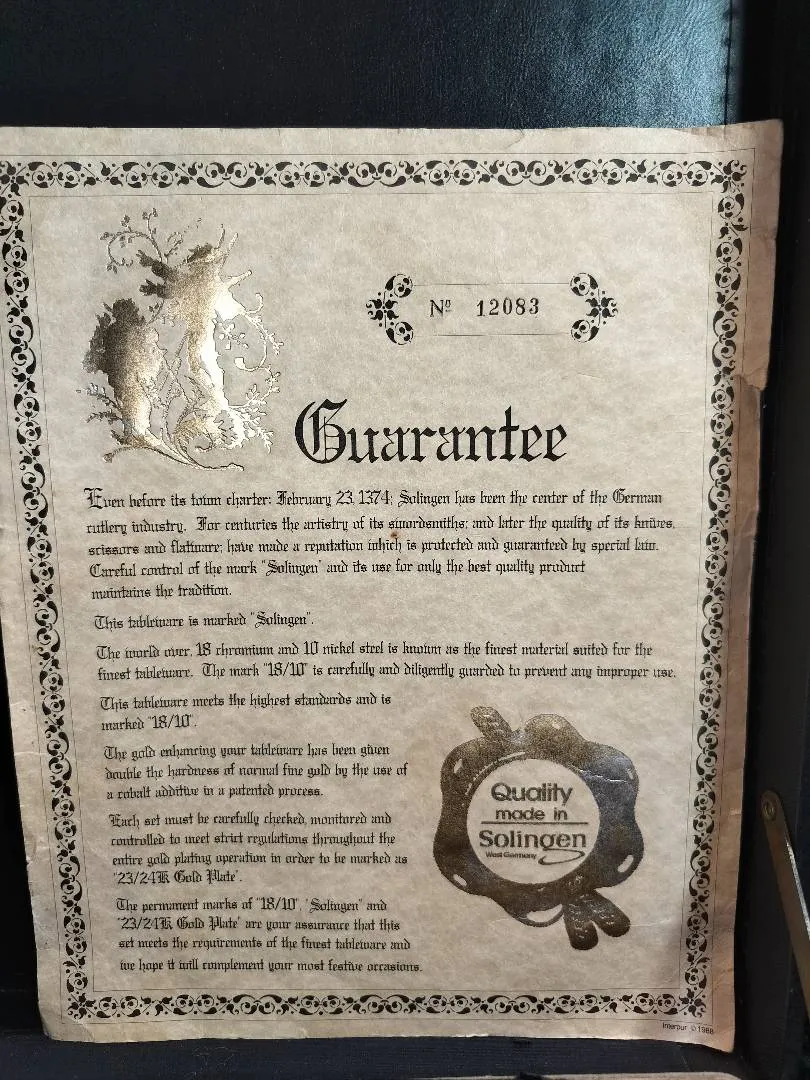 Nº 12083
Guarantee
Even before its town charter: February 23, 1374; Solingen has been the center of the German
cutlery industry. For centuries the artistry of its swordsmiths; and later the quality of its knives,
scissors and flatware; have made a reputation which is protected and guaranteed by special law.
Careful control of the mark "Solingen" and its use for only the best quality product
maintains the tradition.
This tableware is marked "Solingen".
The world over, 18 chromium and 10 nickel steel is known as the finest material suited for the
finest tableware. The mark "18/10" is carefully and diligently guarded to prevent any improper use.
This tableware meets the highest standards and is
marked "18/10".
The gold enhancing your tableware has been given
double the hardness of normal fine gold by the use of
a cobalt additive in a patented process.
Each set must be carefully checked, monitored and
controlled to meet strict regulations throughout the
entire gold plating operation in order to be marked as
"23/24K Gold Plate".
The permanent marks of "18/10", "Solingen" and
"23/24K Gold Plate" are your assurance that this
set meets the requirements of the finest tableware and
we hope it will complement your most festive occasions.
Quality
made in
Solingen
West Germany
Interpur © 1988